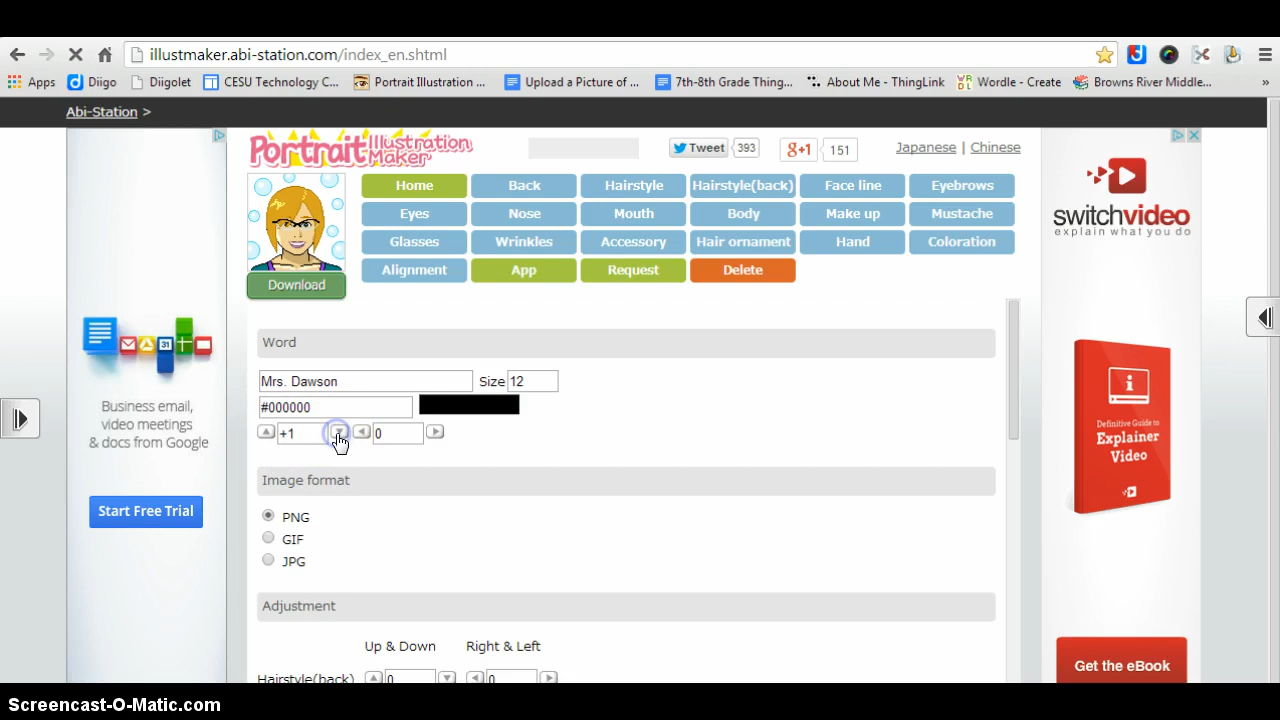 illustmaker.abi-station.com/index_en.shtml
Apps Diigo Diigolet CESU Technology C... Portrait Illustration ... Upload a Picture of ... 7th-8th Grade Thing... About Me - ThingLink Wordle - Create Browns River Middle... »
Abi-Station >
Portrait Illustration Maker
Tweet 393 g+1 151 Japanese | Chinese
Home Back Hairstyle Hairstyle(back) Face line Eyebrows
Eyes Nose Mouth Body Make up Mustache
Glasses Wrinkles Accessory Hair ornament Hand Coloration
Alignment App Request Delete
Download
switchvideo
explain what you do
Word
Mrs. Dawson Size 12
#000000
+1 0
Image format
PNG
GIF
JPG
Adjustment
Up & Down Right & Left
Hairstyle(back) 0 0
31
Business email,
video meetings
& docs from Google
Start Free Trial
Definitive Guide to
Explainer
Video
Get the eBook
Screencast-O-Matic.com